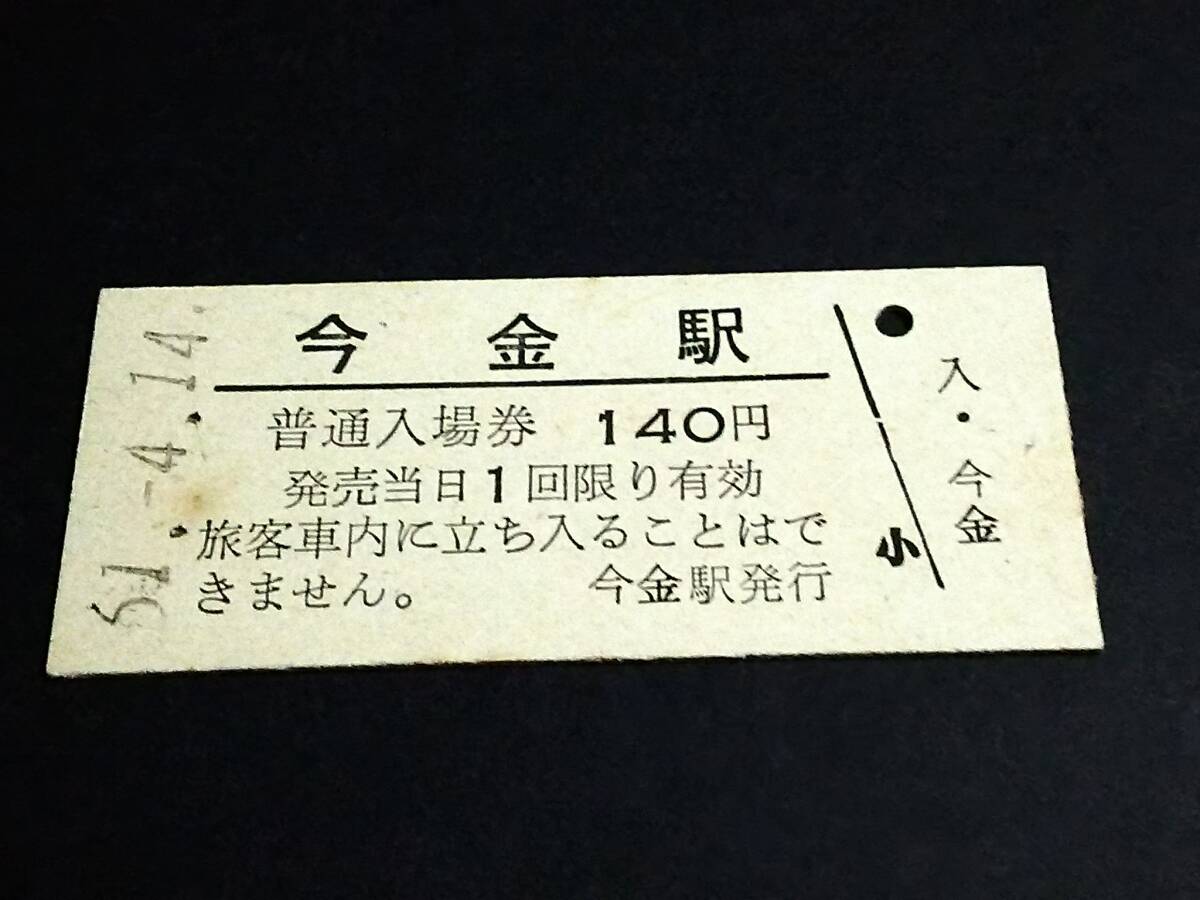 今金駅
普通入場券 140円
発売当日1回限り有効
旅客車内に立ち入ることはで
きません。 今金駅発行
小
入・今金
61.-4.14.